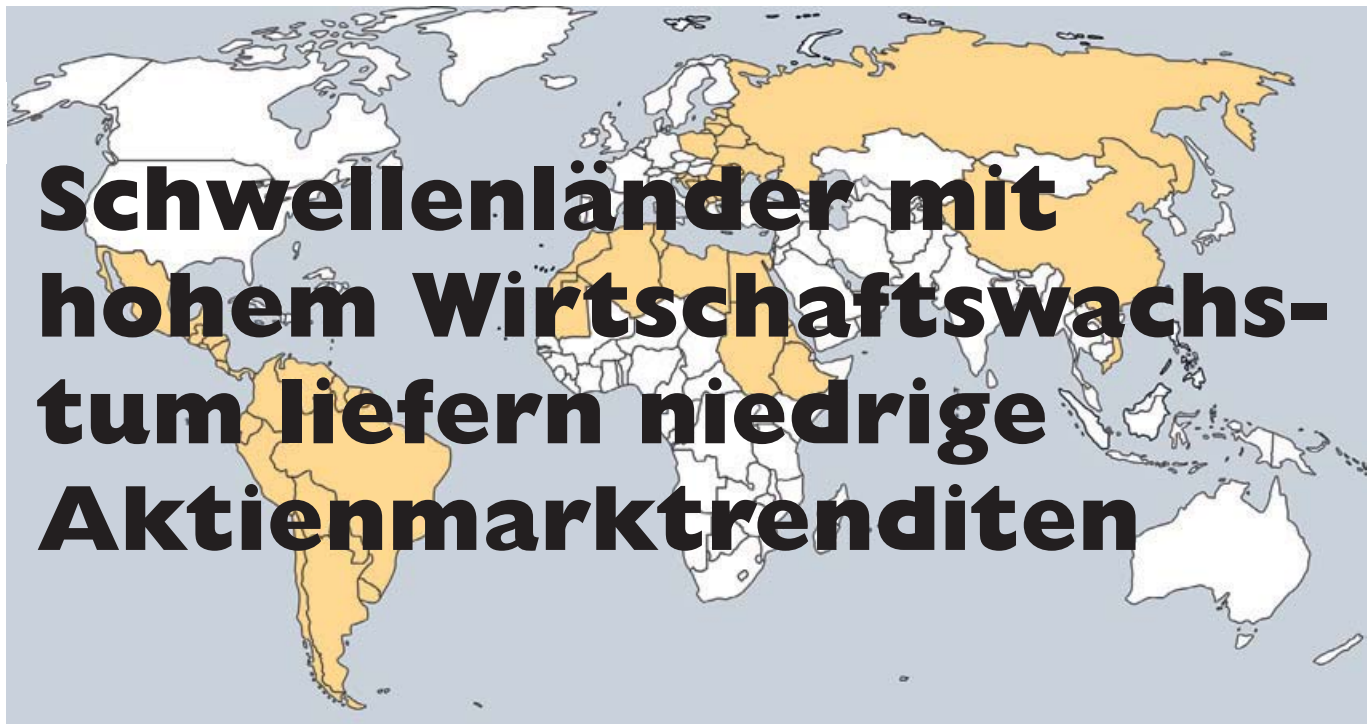 Schwellenländer mit
hohem Wirtschaftswachs-
tum liefern niedrige
Aktienmarktrenditen